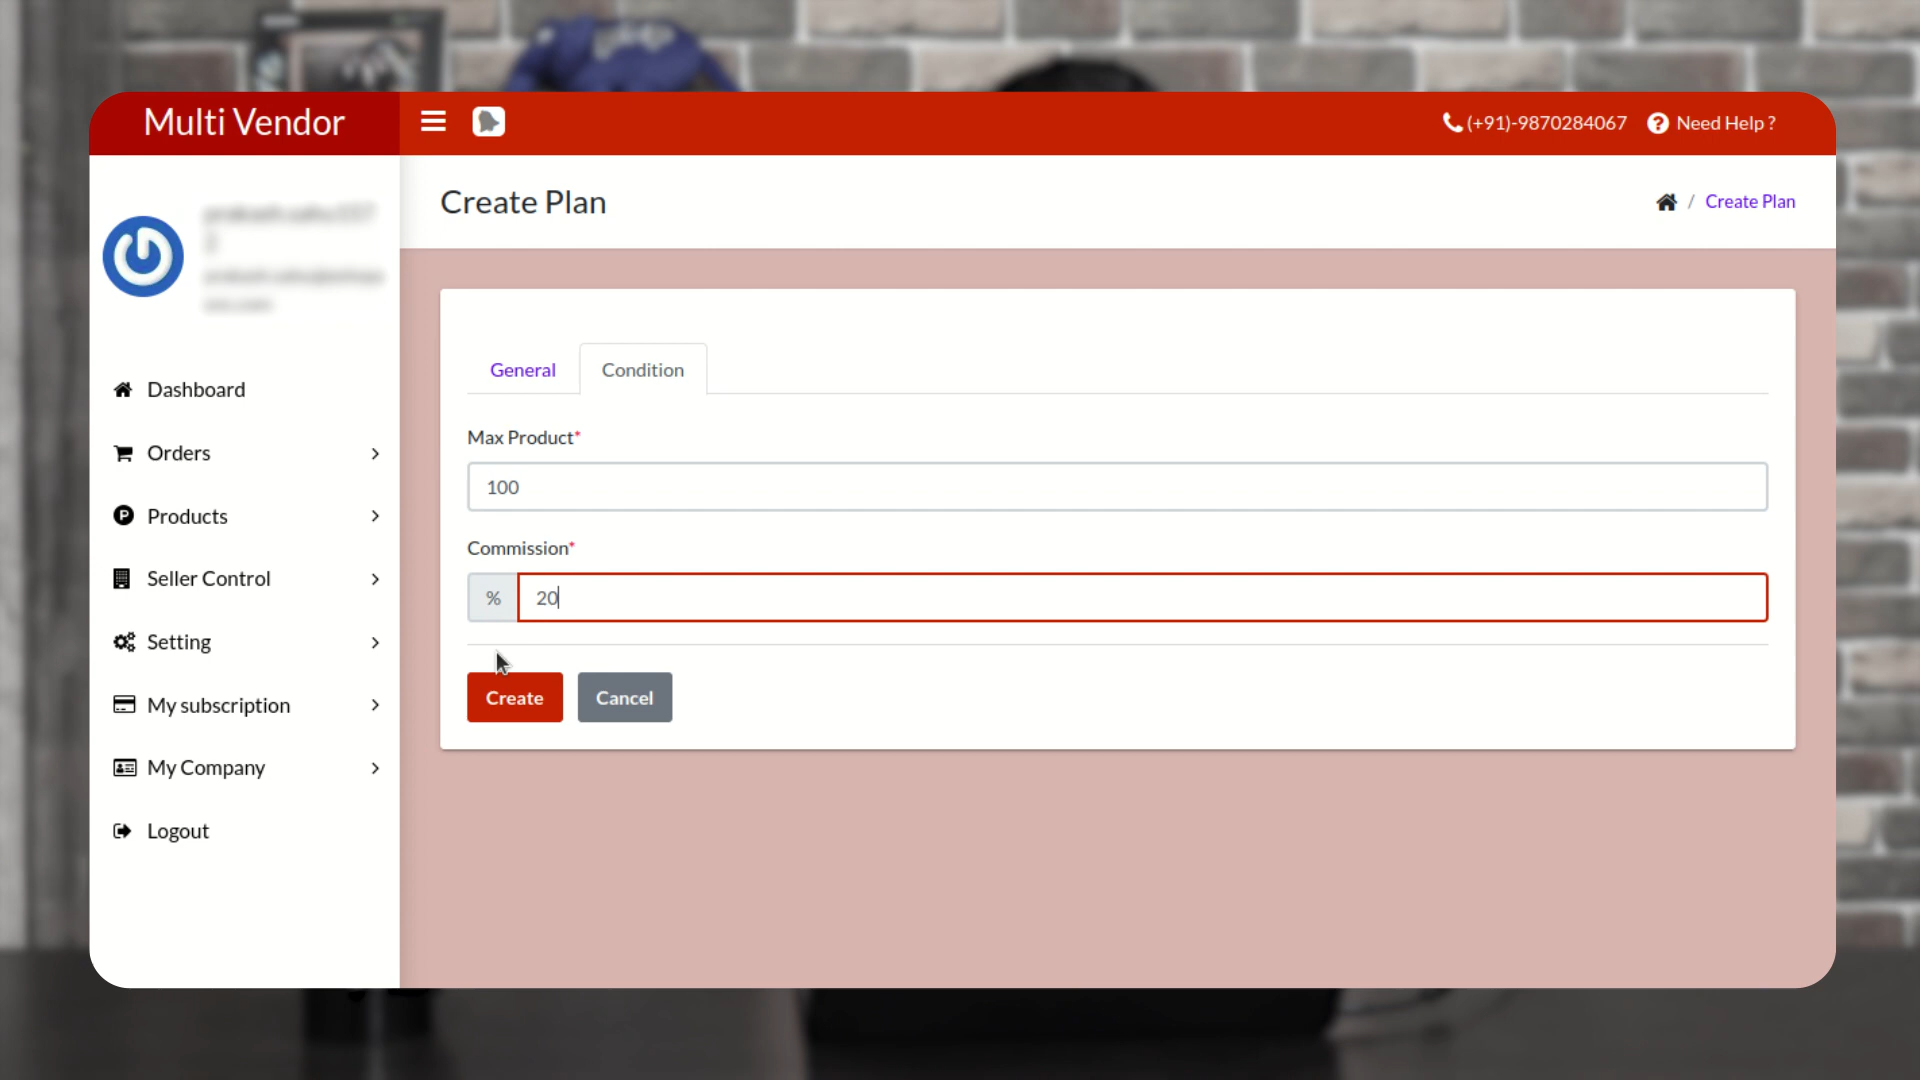 Multi Vendor
(+91)-9870284067
Need Help ?
Create Plan
/ Create Plan
Dashboard
Orders
Products
Seller Control
Setting
My subscription
My Company
Logout
General
Condition
Max Product*
100
Commission*
% 20
Create
Cancel